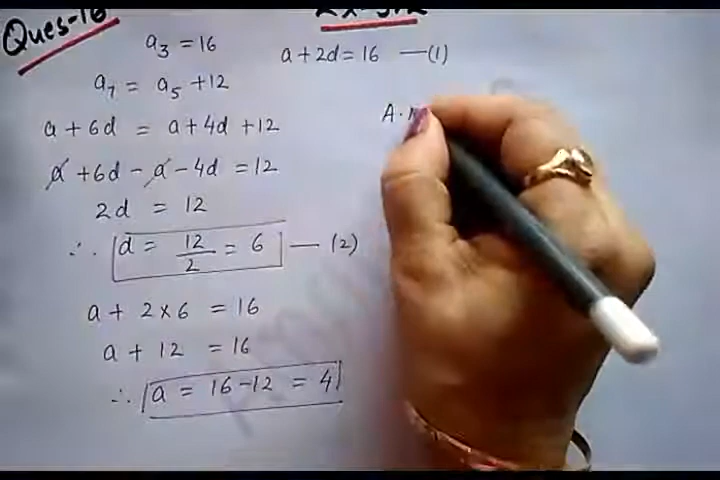 Ques-16
a₃ = 16
a₇ = a₅ + 12
a + 6d = a + 4d + 12
a + 6d - a - 4d = 12
2d = 12
∴ d = 12/2 = 6 — (2)
a + 2 × 6 = 16
a + 12 = 16
∴ a = 16 - 12 = 4
a + 2d = 16 — (1)
A.